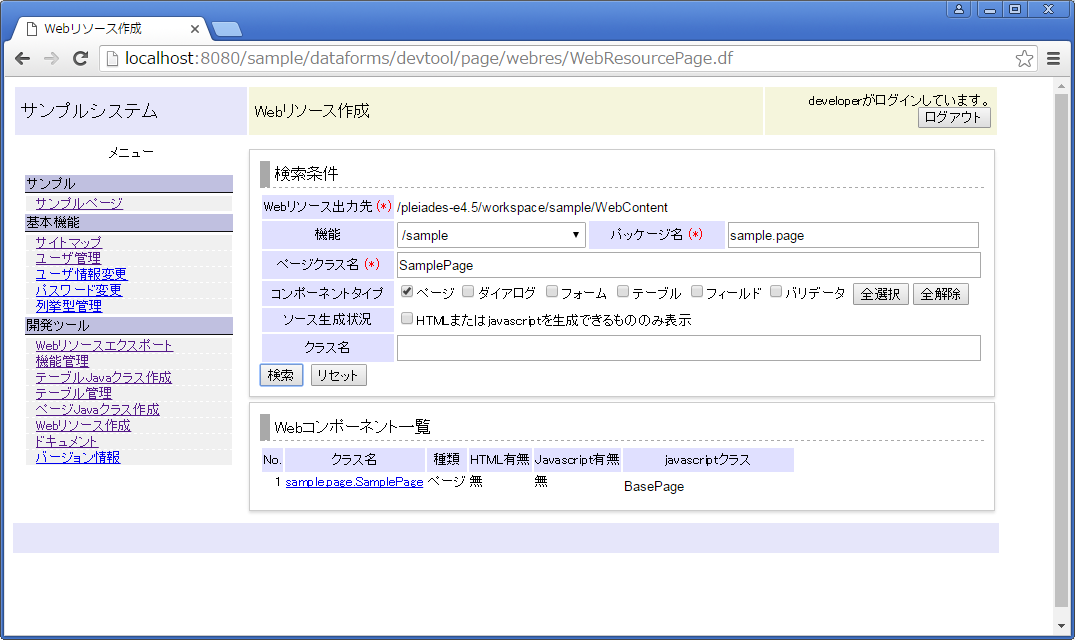 Webリソース作成
localhost:8080/sample/dataforms/devtool/page/webres/WebResourcePage.df
サンプルシステム
Webリソース作成
developerがログインしています。
ログアウト
メニュー
サンプル
サンプルページ
基本機能
サイトマップ
ユーザ管理
ユーザ情報変更
パスワード変更
列挙型管理
開発ツール
Webリソースエクスポート
機能管理
テーブルJavaクラス作成
テーブル管理
ページJavaクラス作成
Webリソース作成
ドキュメント
バージョン情報
検索条件
Webリソース出力先 (*) /pleiades-e4.5/workspace/sample/WebContent
機能 /sample パッケージ名 (*) sample.page
ページクラス名 (*) SamplePage
コンポーネントタイプ ページ ダイアログ フォーム テーブル フィールド バリデータ 全選択 全解除
ソース生成状況 HTMLまたはjavascriptを生成できるもののみ表示
クラス名
検索 リセット
Webコンポーネント一覧
No. クラス名 種類 HTML有無 Javascript有無 javascriptクラス
1 sample.page.SamplePage ページ 無 無 BasePage